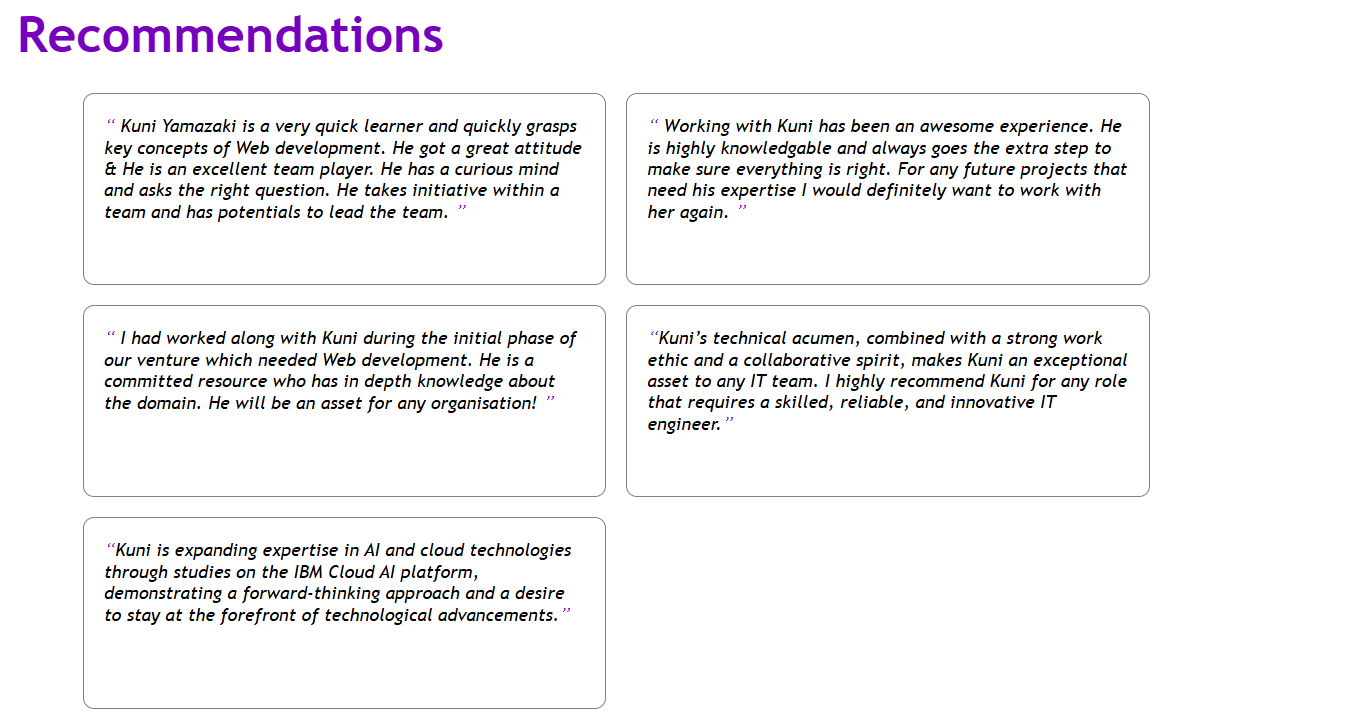 Recommendations
“ Kuni Yamazaki is a very quick learner and quickly grasps
key concepts of Web development. He got a great attitude
& He is an excellent team player. He has a curious mind
and asks the right question. He takes initiative within a
team and has potentials to lead the team. ”
“ Working with Kuni has been an awesome experience. He
is highly knowledgable and always goes the extra step to
make sure everything is right. For any future projects that
need his expertise I would definitely want to work with
her again. ”
“ I had worked along with Kuni during the initial phase of
our venture which needed Web development. He is a
committed resource who has in depth knowledge about
the domain. He will be an asset for any organisation! ”
“Kuni’s technical acumen, combined with a strong work
ethic and a collaborative spirit, makes Kuni an exceptional
asset to any IT team. I highly recommend Kuni for any role
that requires a skilled, reliable, and innovative IT
engineer.”
“Kuni is expanding expertise in AI and cloud technologies
through studies on the IBM Cloud AI platform,
demonstrating a forward-thinking approach and a desire
to stay at the forefront of technological advancements.”